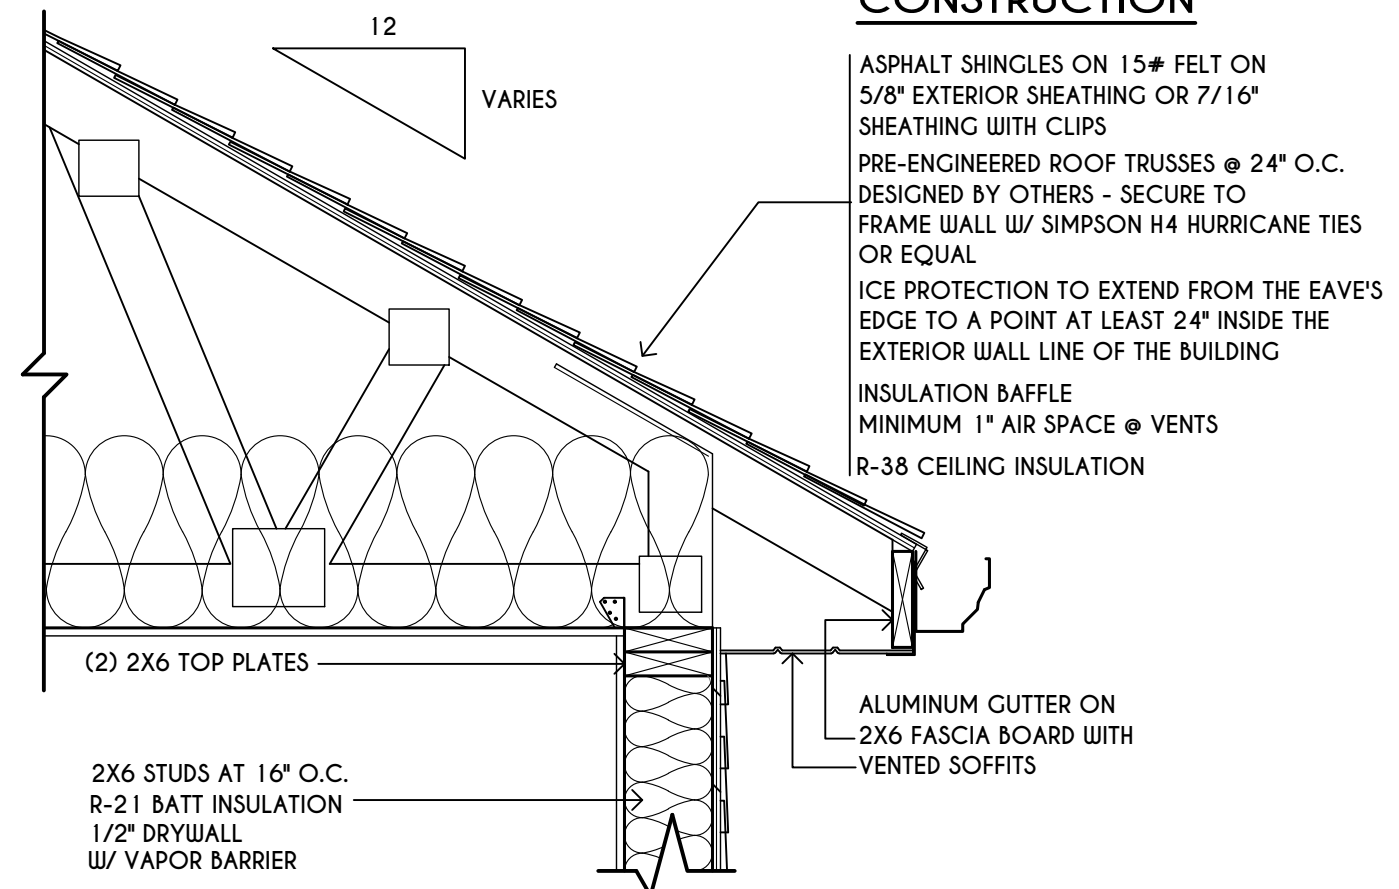 CONSTRUCTION
12
VARIES
ASPHALT SHINGLES ON 15# FELT ON
5/8" EXTERIOR SHEATHING OR 7/16"
SHEATHING WITH CLIPS
PRE-ENGINEERED ROOF TRUSSES @ 24" O.C.
DESIGNED BY OTHERS - SECURE TO
FRAME WALL W/ SIMPSON H4 HURRICANE TIES
OR EQUAL
ICE PROTECTION TO EXTEND FROM THE EAVE'S
EDGE TO A POINT AT LEAST 24" INSIDE THE
EXTERIOR WALL LINE OF THE BUILDING
INSULATION BAFFLE
MINIMUM 1" AIR SPACE @ VENTS
R-38 CEILING INSULATION
(2) 2X6 TOP PLATES
ALUMINUM GUTTER ON
2X6 FASCIA BOARD WITH
VENTED SOFFITS
2X6 STUDS AT 16" O.C.
R-21 BATT INSULATION
1/2" DRYWALL
W/ VAPOR BARRIER